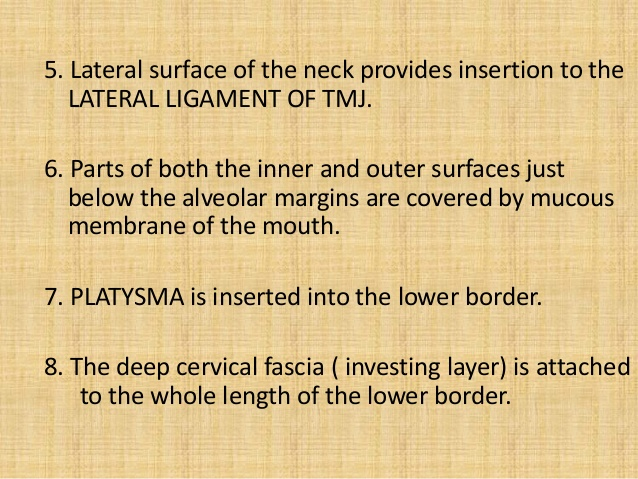 5. Lateral surface of the neck provides insertion to the
LATERAL LIGAMENT OF TMJ.
6. Parts of both the inner and outer surfaces just
below the alveolar margins are covered by mucous
membrane of the mouth.
7. PLATYSMA is inserted into the lower border.
8. The deep cervical fascia ( investing layer) is attached
to the whole length of the lower border.